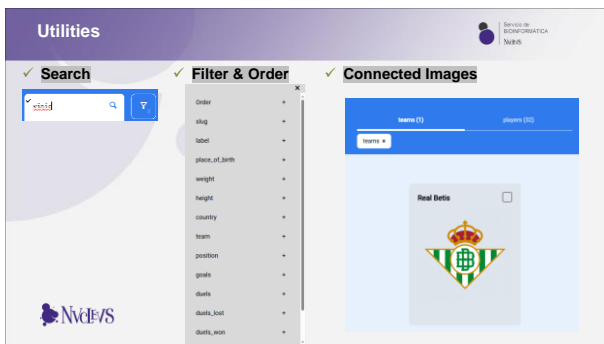 Utilities
Servicio de
BIOINFORMÁTICA
Nucleus
✓ Search
✓ Filter & Order
✓ Connected Images
Order +
slug +
label +
place_of_birth +
weight +
height +
country +
team +
position +
goals +
duels +
duels_lost +
duels_won +
teams (1)
players (32)
teams
Real Betis